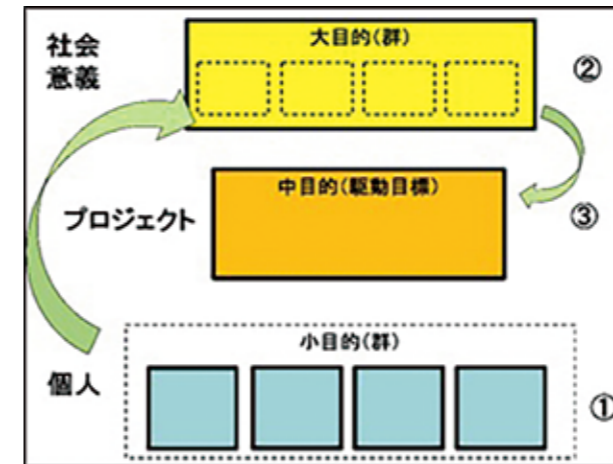 社会
意義
大目的(群)
②
中目的(駆動目標)
プロジェクト
③
小目的(群)
個人
①